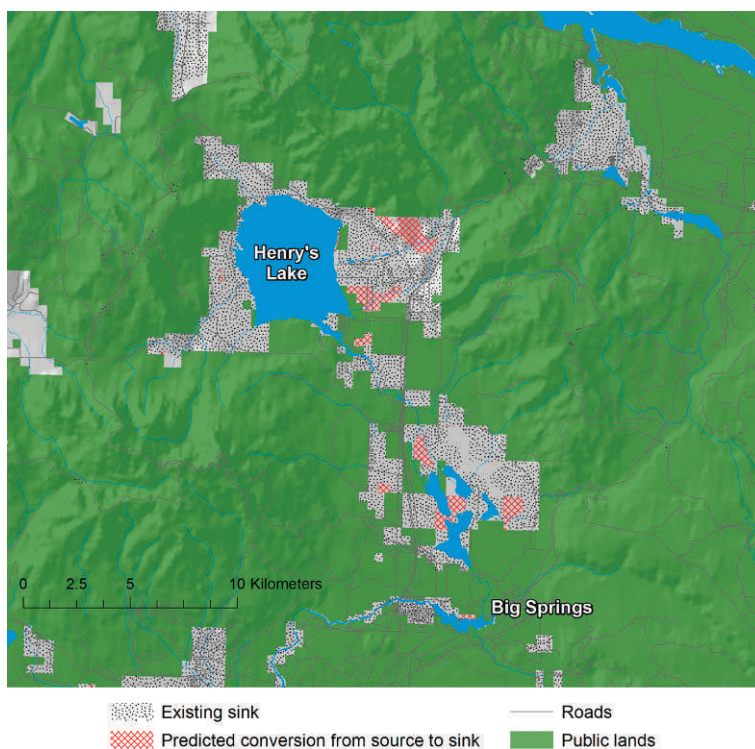 Henry's
Lake
0 2.5 5 10 Kilometers
Big Springs
Existing sink
Roads
Predicted conversion from source to sink
Public lands